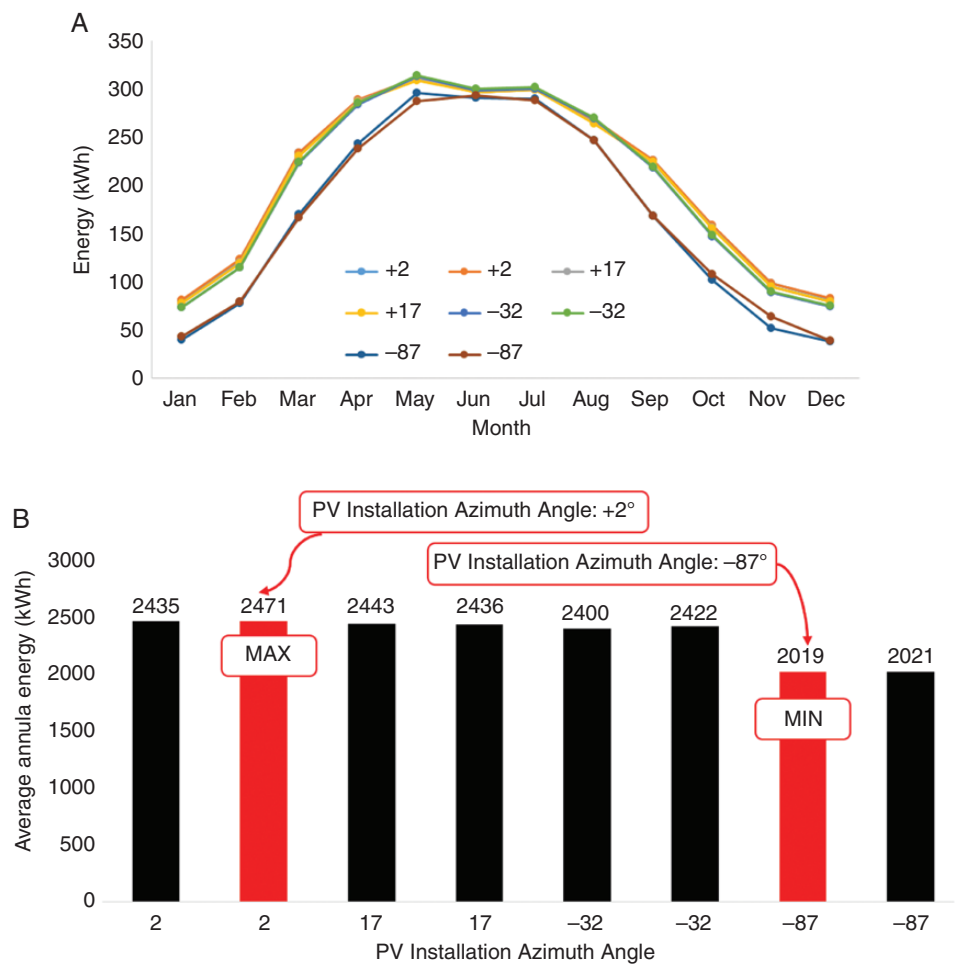 A
350
300
250
200
150
100
50
0
Energy (kWh)
+2 +2 +17
+17 –32 –32
–87 –87
Jan Feb Mar Apr May Jun Jul Aug Sep Oct Nov Dec
Month
B
PV Installation Azimuth Angle: +2°
PV Installation Azimuth Angle: –87°
3000
2500
2000
1500
1000
500
0
Average annula energy (kWh)
2435 2471 2443 2436 2400 2422 2019 2021
MAX
MIN
2 2 17 17 –32 –32 –87 –87
PV Installation Azimuth Angle